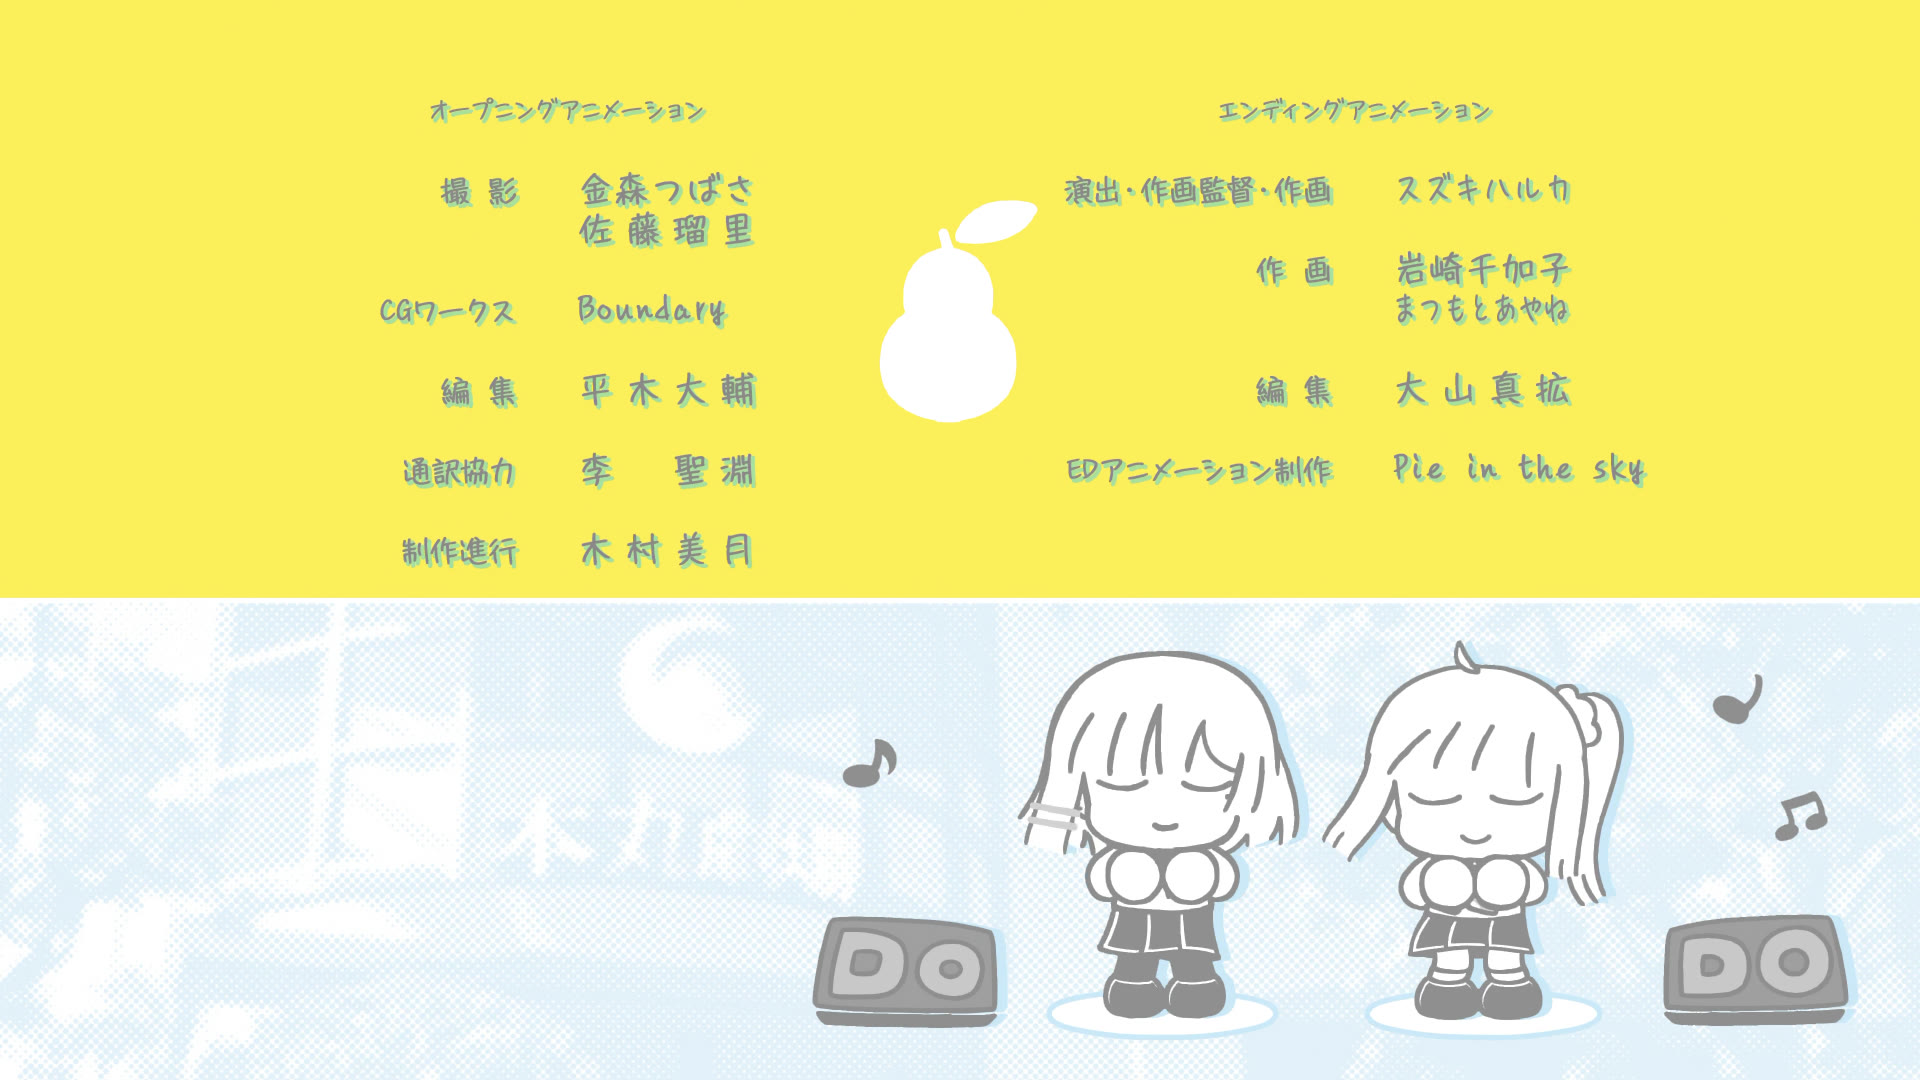 オープニングアニメーション
撮影 金森つばさ
佐藤瑠里
CGワークス Boundary
編集 平木大輔
通訳協力 李 聖淵
制作進行 木村美月
エンディングアニメーション
演出・作画監督・作画 スズキハルカ
作画 岩崎千加子
まつもとあやね
編集 大山真拡
EDアニメーション制作 Pie in the sky
DO
DO